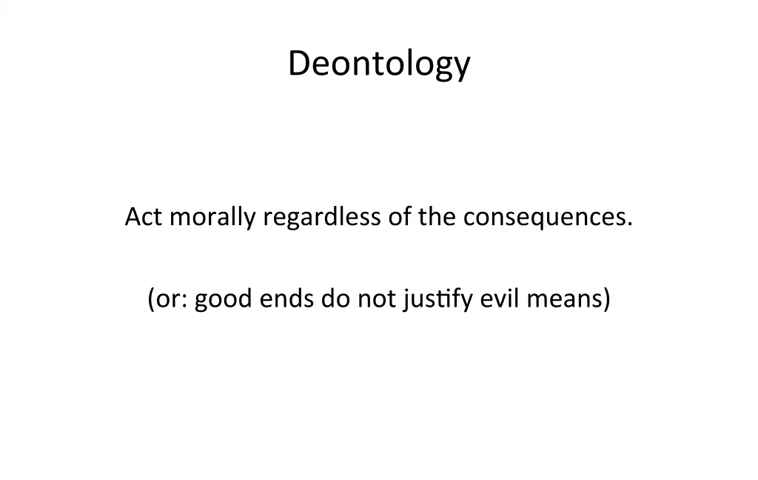 Deontology
Act morally regardless of the consequences.
(or: good ends do not justify evil means)